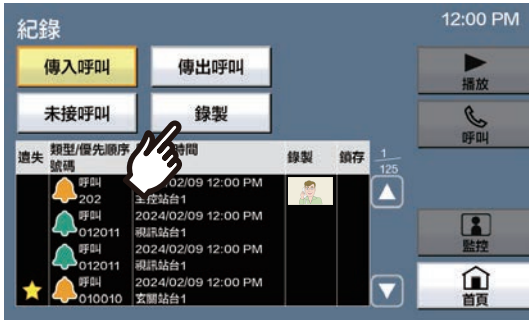 紀錄
12:00 PM
傳入呼叫
傳出呼叫
播放
未接呼叫
錄製
呼叫
遺失
類型/優先順序
號碼
時間
錄製
鎖存
1
125
呼叫
202
02/09 12:00 PM
主控站台1
呼叫
012011
2024/02/09 12:00 PM
視訊站台1
呼叫
012011
2024/02/09 12:00 PM
視訊站台1
監控
呼叫
010010
2024/02/09 12:00 PM
玄關站台1
首頁